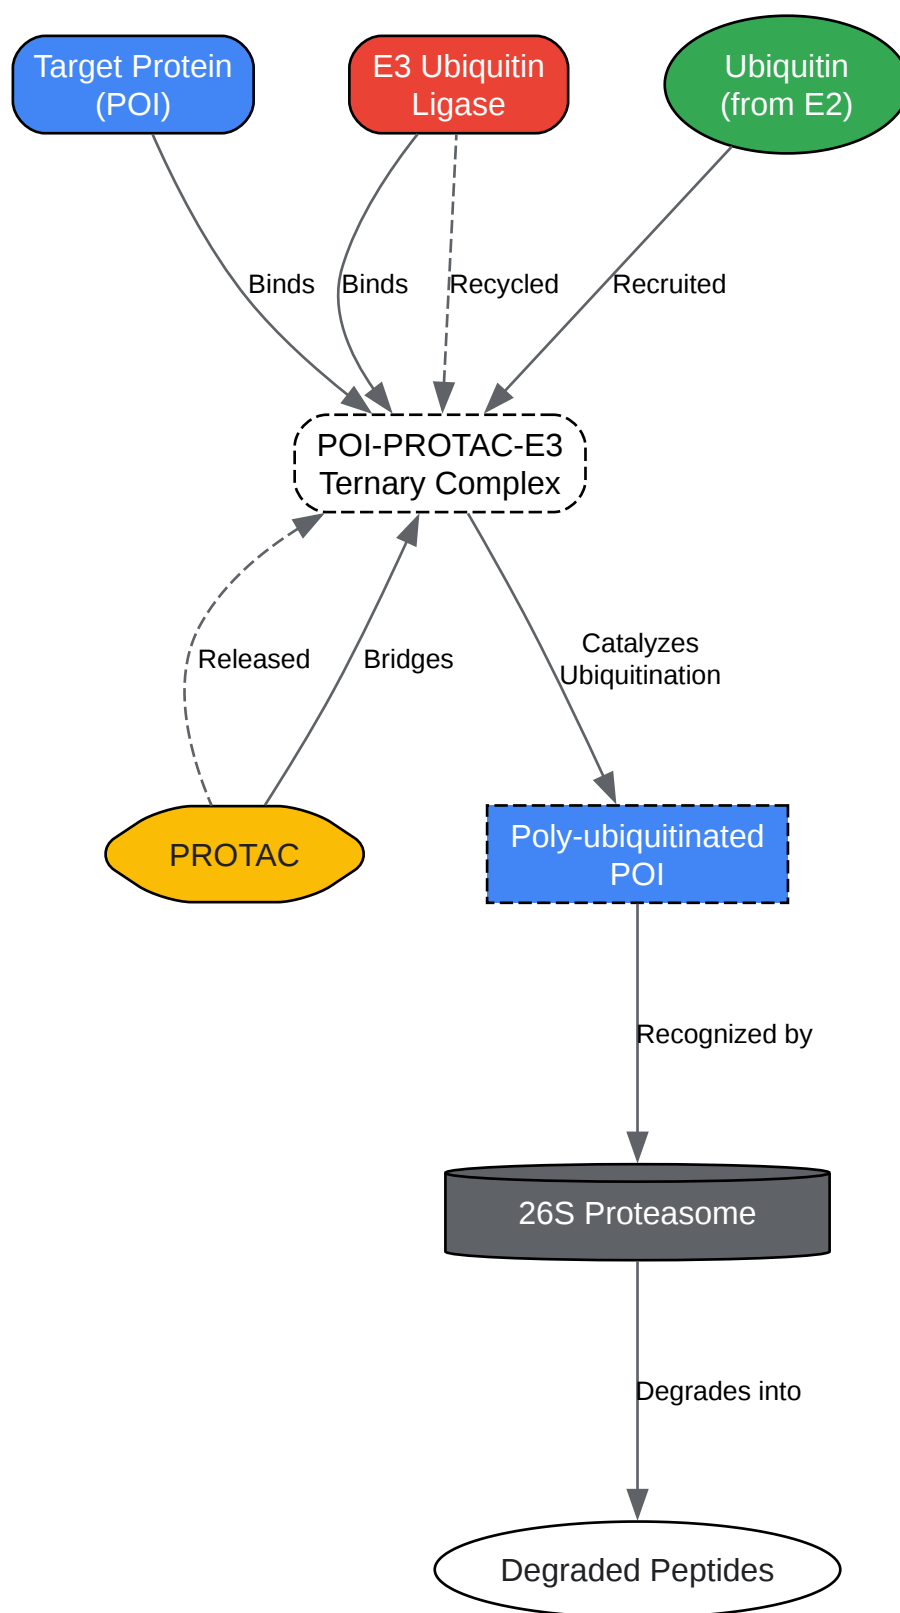 Target Protein
(POI)
E3 Ubiquitin
Ligase
Ubiquitin
(from E2)
Binds
Binds
Recycled
Recruited
POI-PROTAC-E3
Ternary Complex
Released
Bridges
Catalyzes
Ubiquitination
PROTAC
Poly-ubiquitinated
POI
Recognized by
26S Proteasome
Degrades into
Degraded Peptides